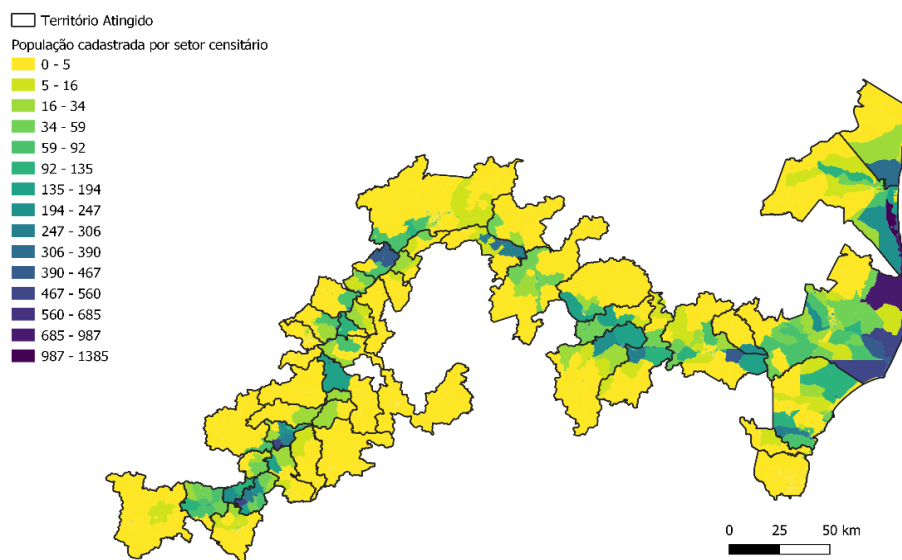 Território Atingido
População cadastrada por setor censitário
0 - 5
5 - 16
16 - 34
34 - 59
59 - 92
92 - 135
135 - 194
194 - 247
247 - 306
306 - 390
390 - 467
467 - 560
560 - 685
685 - 987
987 - 1385
0 25 50 km